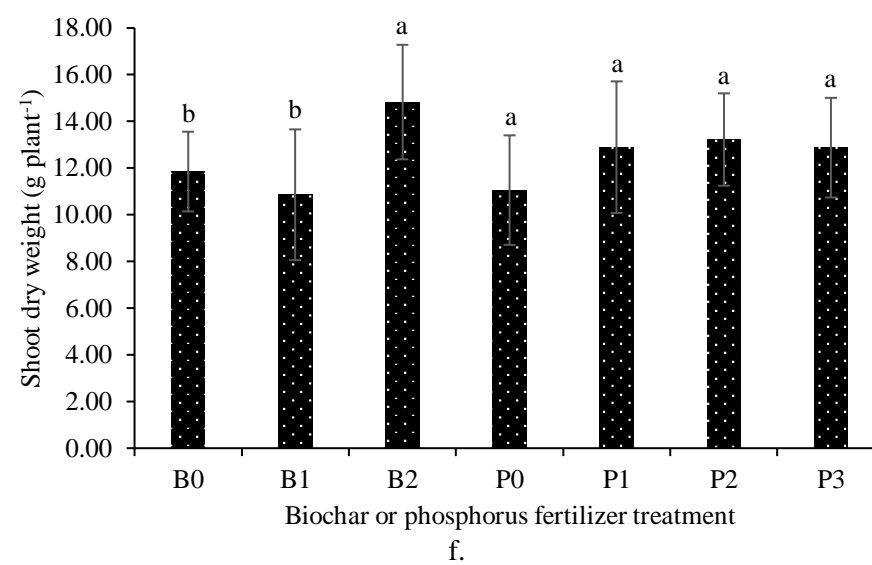 Shoot dry weight (g plant-1)
18.00
16.00
14.00
12.00
10.00
8.00
6.00
4.00
2.00
0.00
b b a a a a a
B0 B1 B2 P0 P1 P2 P3
Biochar or phosphorus fertilizer treatment
f.